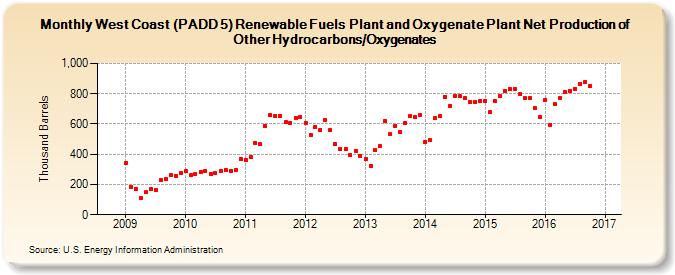 Monthly West Coast (PADD 5) Renewable Fuels Plant and Oxygenate Plant Net Production of
Other Hydrocarbons/Oxygenates
Thousand Barrels
1,000
800
600
400
200
0
2009 2010 2011 2012 2013 2014 2015 2016 2017
Source: U.S. Energy Information Administration